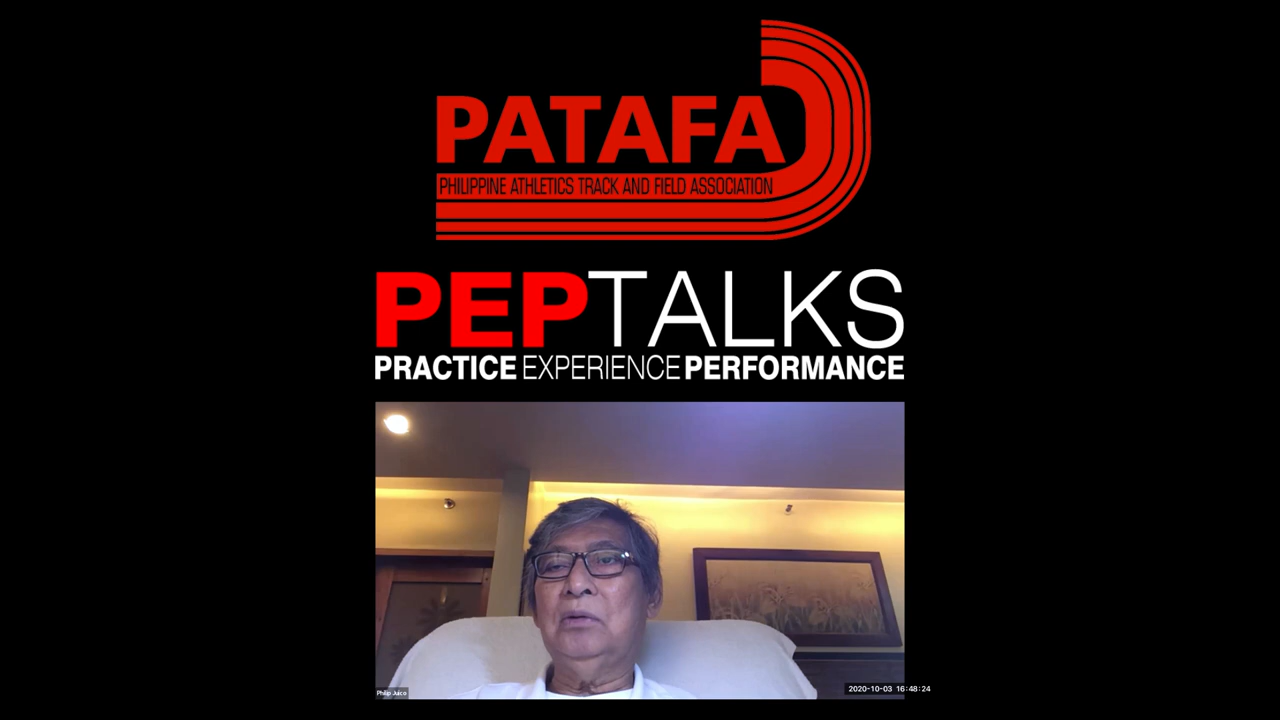 PATAFA
PHILIPPINE ATHLETICS TRACK AND FIELD ASSOCIATION
PEPTALKS
PRACTICE EXPERIENCE PERFORMANCE
Philip Juico
2020-10-03 16:48:24